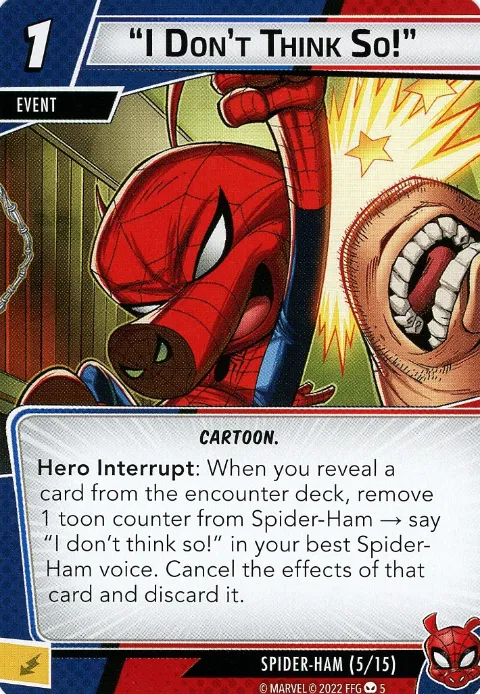 1
“I DON’T THINK SO!”
EVENT
CARTOON.
Hero Interrupt: When you reveal a
card from the encounter deck, remove
1 toon counter from Spider-Ham → say
“I don’t think so!” in your best Spider-
Ham voice. Cancel the effects of that
card and discard it.
SPIDER-HAM (5/15)
© MARVEL © 2022 FFG 5